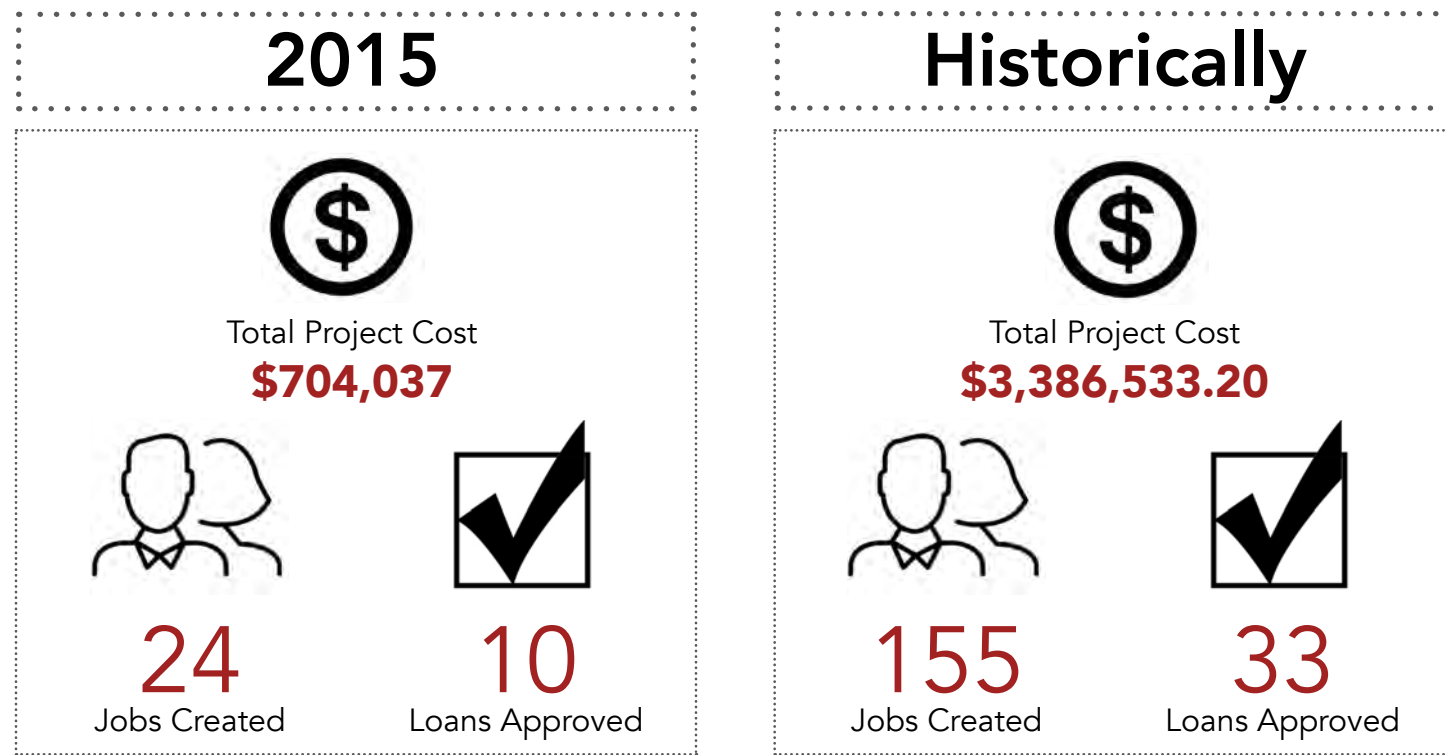 2015
Total Project Cost
$704,037
24
Jobs Created
10
Loans Approved
Historically
Total Project Cost
$3,386,533.20
155
Jobs Created
33
Loans Approved